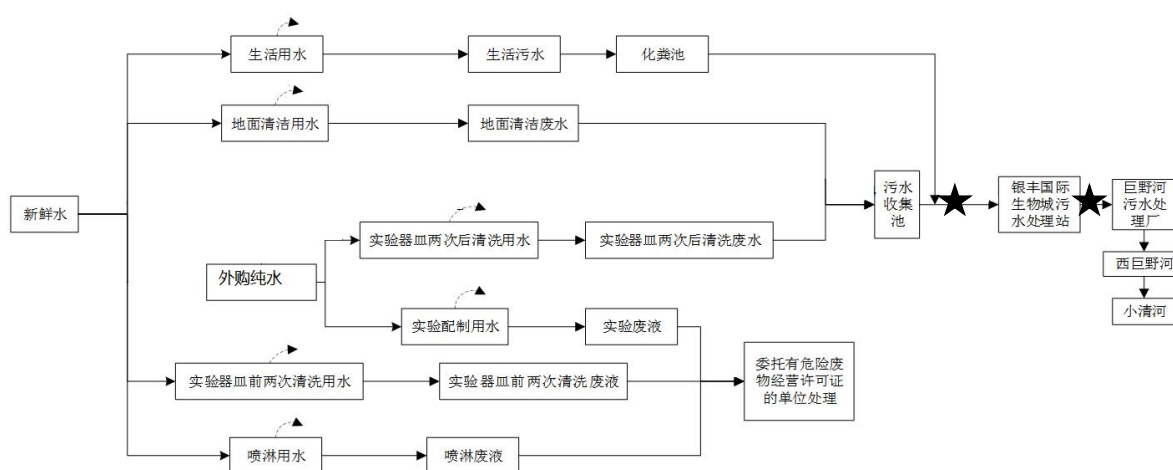 生活用水
生活污水
化粪池
地面清洁用水
地面清洁废水
新鲜水
污水
收集
池
银丰国际
生物城污
水处理站
巨野河
污水处
理厂
实验器皿两次后清洗用水
实验器皿两次后清洗废水
西巨野河
外购纯水
小清河
实验配制用水
实验废液
实验器皿前两次清洗用水
实验器皿前两次清洗废液
委托有危险废
物经营许可证
的单位处理
喷淋用水
喷淋废液